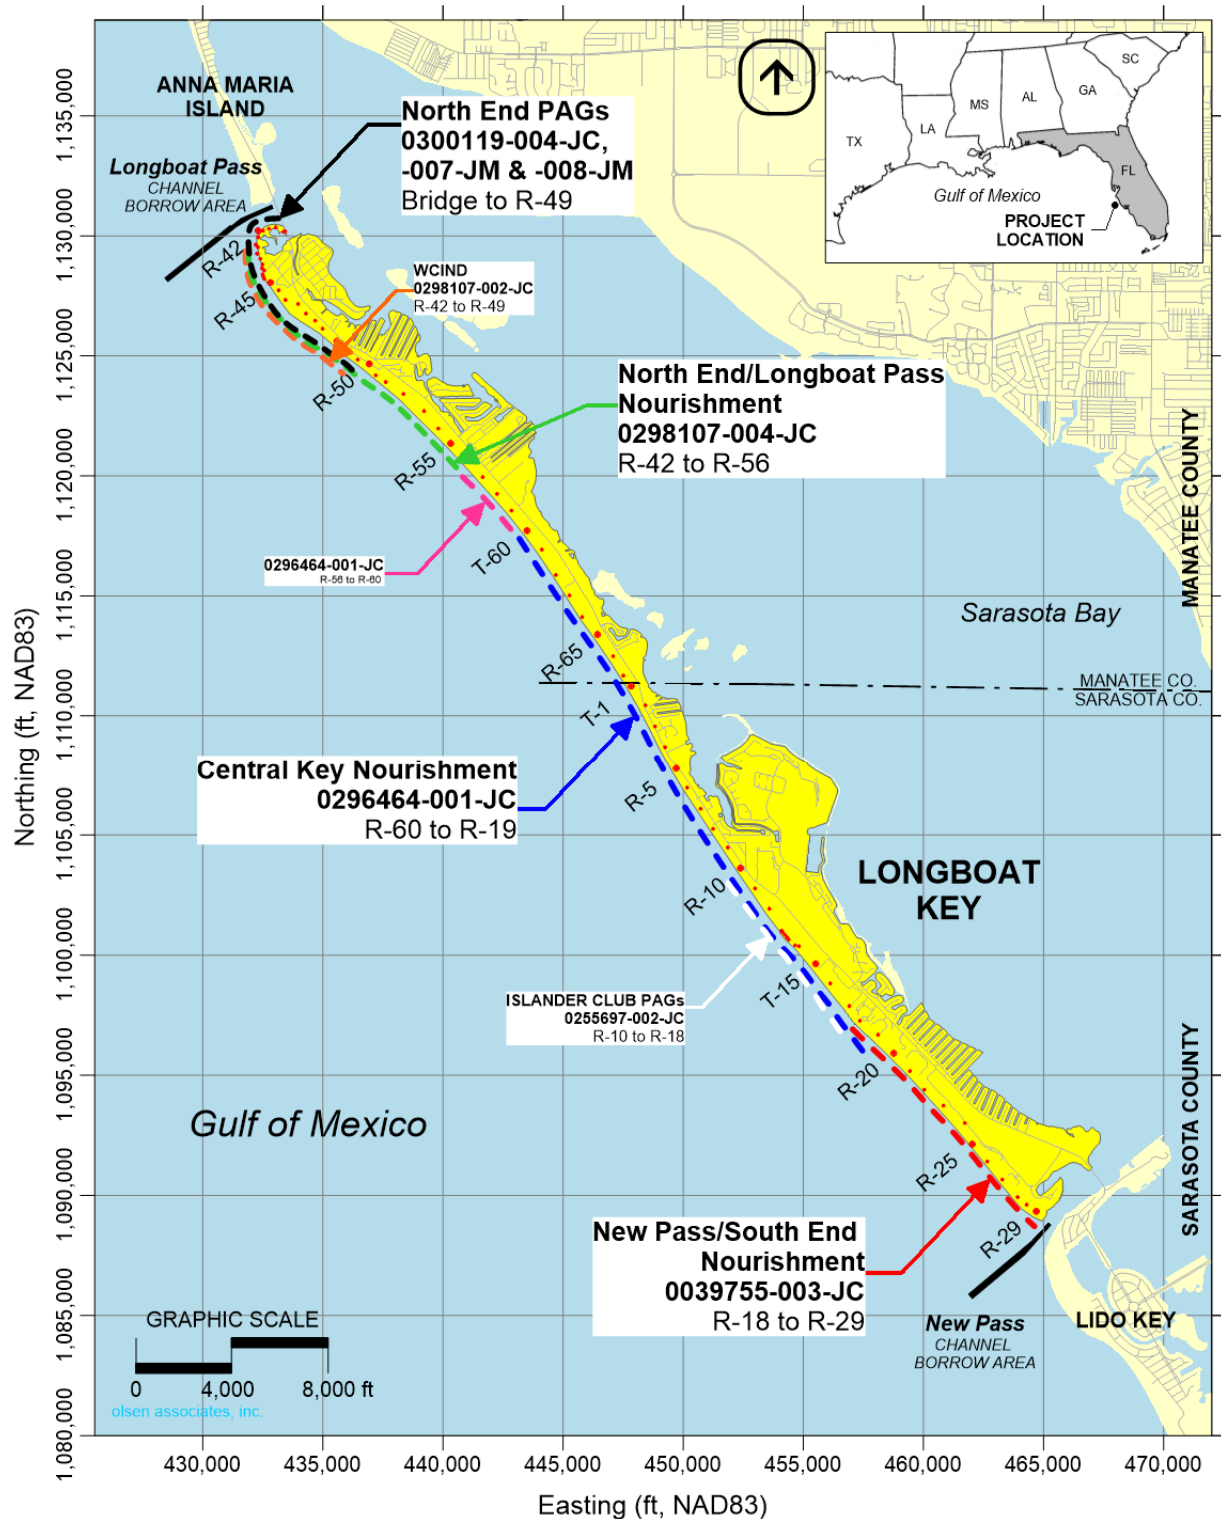 ANNA MARIA
ISLAND
Longboat Pass
CHANNEL
BORROW AREA
North End PAGs
0300119-004-JC,
-007-JM & -008-JM
Bridge to R-49
SC
MS
AL
GA
LA
TX
FL
Gulf of Mexico
PROJECT
LOCATION
WCIND
0298107-002-JC
R-42 to R-49
R-42
R-45
R-50
R-55
T-60
R-65
T-1
R-5
R-10
T-15
R-20
R-25
R-29
North End/Longboat Pass
Nourishment
0298107-004-JC
R-42 to R-56
0296464-001-JC
R-56 to R-60
MANATEE COUNTY
Sarasota Bay
MANATEE CO.
SARASOTA CO.
Central Key Nourishment
0296464-001-JC
R-60 to R-19
LONGBOAT
KEY
ISLANDER CLUB PAGs
0255697-002-JC
R-10 to R-18
Gulf of Mexico
SARASOTA COUNTY
New Pass/South End
Nourishment
0039755-003-JC
R-18 to R-29
New Pass
CHANNEL
BORROW AREA
LIDO KEY
GRAPHIC SCALE
0 4,000 8,000 ft
olsen associates, inc.
1,135,000
1,130,000
1,125,000
1,120,000
1,115,000
1,110,000
1,105,000
1,100,000
1,095,000
1,090,000
1,085,000
1,080,000
Northing (ft, NAD83)
430,000 435,000 440,000 445,000 450,000 455,000 460,000 465,000 470,000
Easting (ft, NAD83)